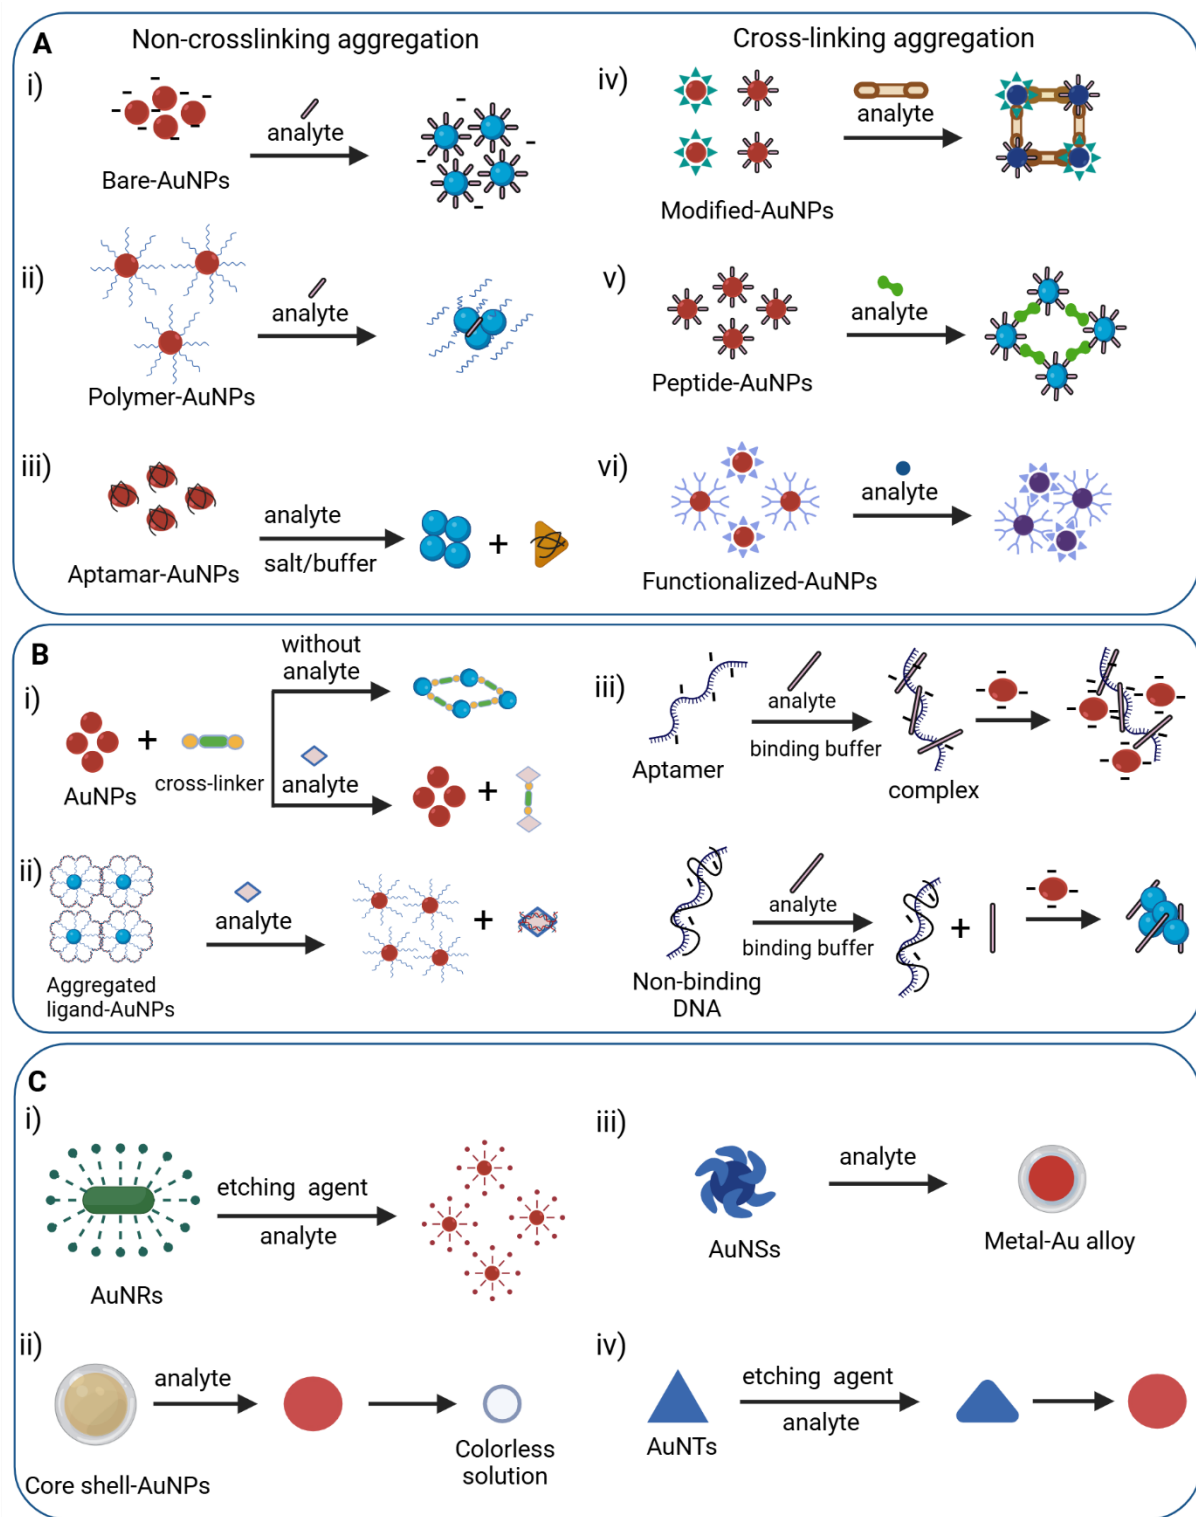 A
Non-crosslinking aggregation
Cross-linking aggregation
i)
analyte
Bare-AuNPs
ii)
analyte
Polymer-AuNPs
iii)
analyte
salt/buffer
+
Aptamar-AuNPs
iv)
analyte
Modified-AuNPs
v)
analyte
Peptide-AuNPs
vi)
analyte
Functionalized-AuNPs
B
i)
without
analyte
+
cross-linker
analyte
+
AuNPs
ii)
analyte
+
Aggregated
ligand-AuNPs
iii)
analyte
binding buffer
Aptamer
complex
analyte
binding buffer
+
Non-binding
DNA
C
i)
etching agent
analyte
AuNRs
ii)
analyte
Colorless
solution
Core shell-AuNPs
iii)
analyte
AuNSs
Metal-Au alloy
iv)
etching agent
analyte
AuNTs